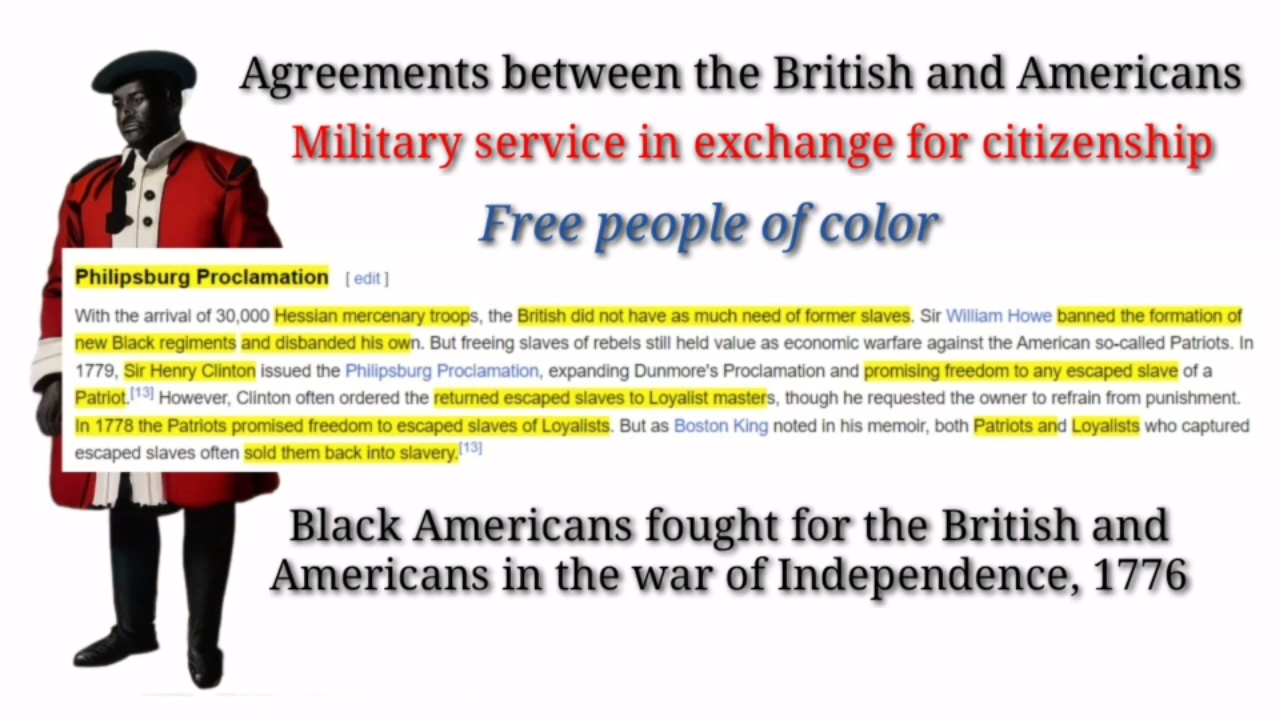 Agreements between the British and Americans
Military service in exchange for citizenship
Free people of color
Philipsburg Proclamation [ edit ]
With the arrival of 30,000 Hessian mercenary troops, the British did not have as much need of former slaves. Sir William Howe banned the formation of
new Black regiments and disbanded his own. But freeing slaves of rebels still held value as economic warfare against the American so-called Patriots. In
1779, Sir Henry Clinton issued the Philipsburg Proclamation, expanding Dunmore's Proclamation and promising freedom to any escaped slave of a
Patriot.[13] However, Clinton often ordered the returned escaped slaves to Loyalist masters, though he requested the owner to refrain from punishment.
In 1778 the Patriots promised freedom to escaped slaves of Loyalists. But as Boston King noted in his memoir, both Patriots and Loyalists who captured
escaped slaves often sold them back into slavery.[13]
Black Americans fought for the British and
Americans in the war of Independence, 1776